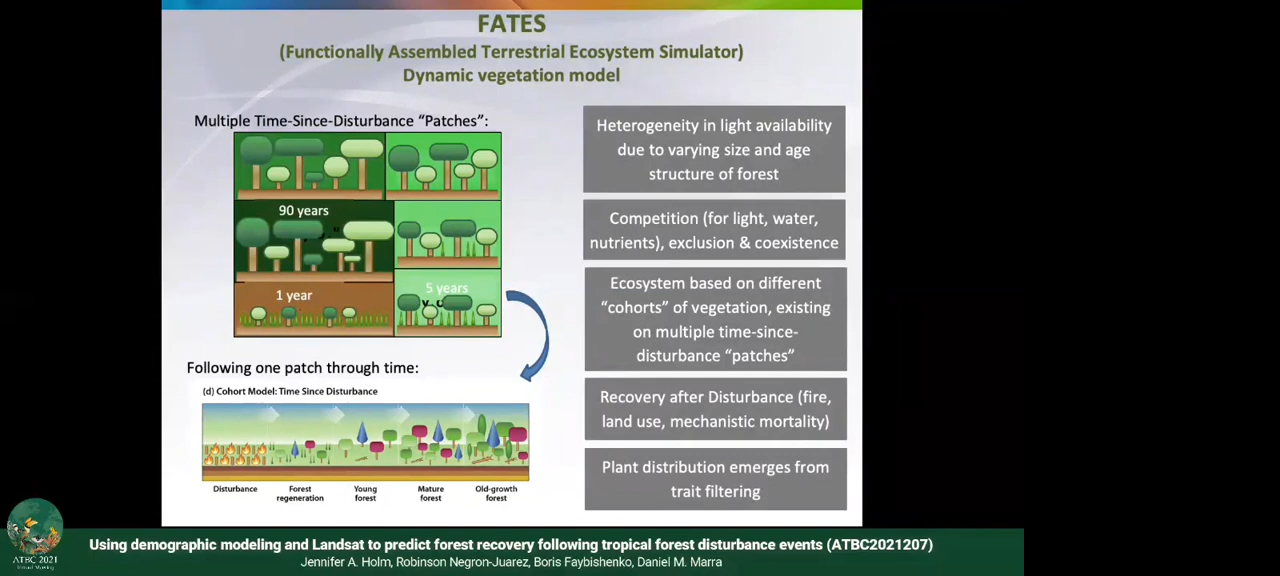 FATES
(Functionally Assembled Terrestrial Ecosystem Simulator)
Dynamic vegetation model
Multiple Time-Since-Disturbance “Patches”:
90 years
1 year
5 years
Following one patch through time:
(d) Cohort Model: Time Since Disturbance
Disturbance
Forest
regeneration
Young
forest
Mature
forest
Old-growth
forest
Heterogeneity in light availability
due to varying size and age
structure of forest
Competition (for light, water,
nutrients), exclusion & coexistence
Ecosystem based on different
“cohorts” of vegetation, existing
on multiple time-since-
disturbance “patches”
Recovery after Disturbance (fire,
land use, mechanistic mortality)
Plant distribution emerges from
trait filtering
ATBC 2021
Using demographic modeling and Landsat to predict forest recovery following tropical forest disturbance events (ATBC2021207)
Jennifer A. Holm, Robinson Negron-Juarez, Boris Faybishenko, Daniel M. Marra